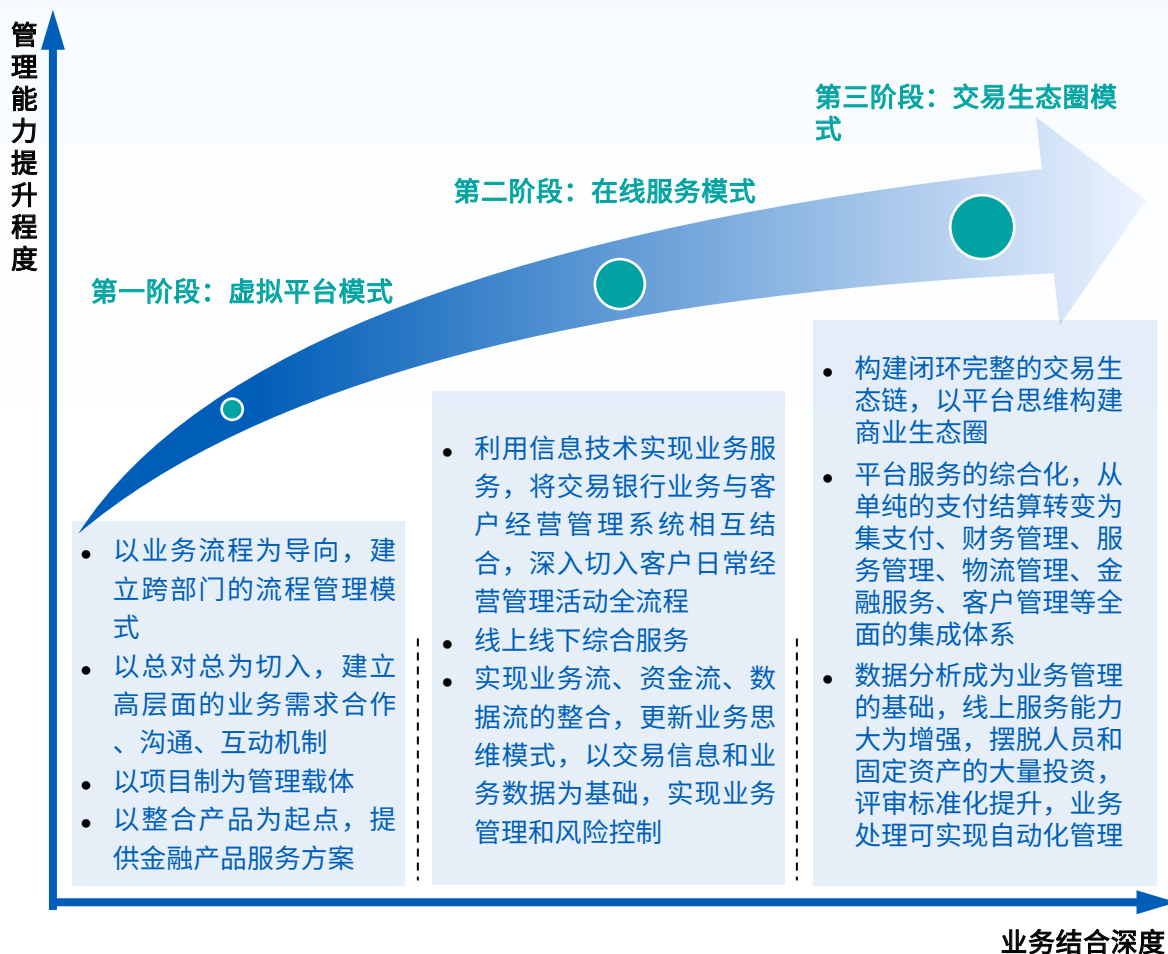 管理能力提升程度
第三阶段：交易生态圈模
式
第二阶段：在线服务模式
第一阶段：虚拟平台模式
● 以业务流程为导向，建
立跨部门的流程管理模
式
● 以总对总为切入，建立
高层面的业务需求合作
、沟通、互动机制
● 以项目制为管理载体
● 以整合产品为起点，提
供金融产品服务方案
● 利用信息技术实现业务服
务，将交易银行业务与客
户经营管理系统相互结
合，深入切入客户日常经
营管理活动全流程
● 线上线下综合服务
● 实现业务流、资金流、数
据流的整合，更新业务思
维模式，以交易信息和业
务数据为基础，实现业务
管理和风险控制
● 构建闭环完整的交易生
态链，以平台思维构建
商业生态圈
● 平台服务的综合化，从
单纯的支付结算转变为
集支付、财务管理、服
务管理、物流管理、金
融服务、客户管理等全
面的集成体系
● 数据分析成为业务管理
的基础，线上服务能力
大为增强，摆脱人员和
固定资产的大量投资，
评审标准化提升，业务
处理可实现自动化管理
业务结合深度